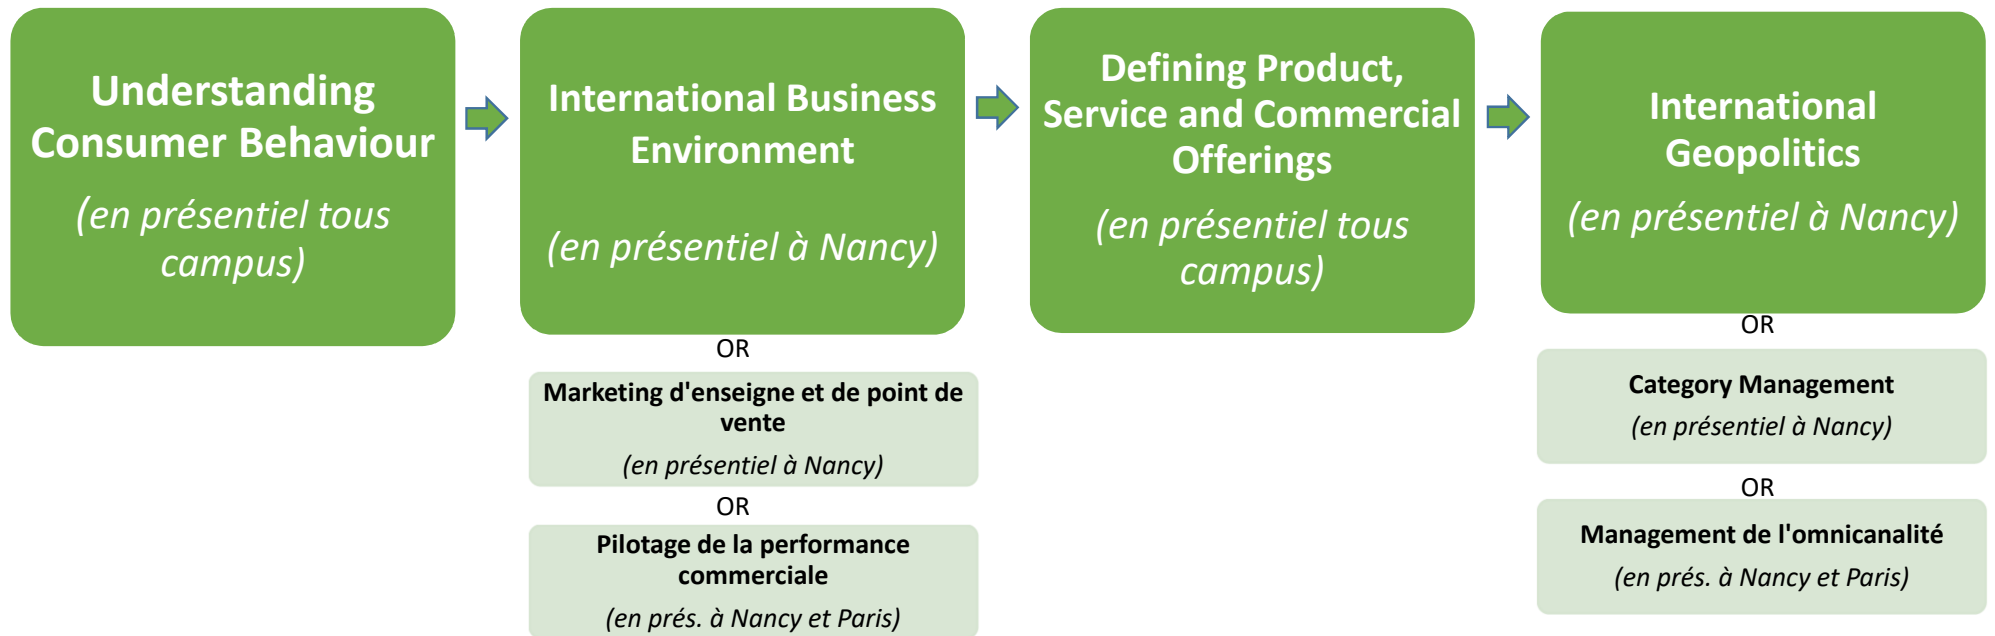 Understanding
Consumer Behaviour
(en présentiel tous
campus)
International Business
Environment
(en présentiel à Nancy)
OR
Marketing d'enseigne et de point de
vente
(en présentiel à Nancy)
OR
Pilotage de la performance
commerciale
(en prés. à Nancy et Paris)
Defining Product,
Service and Commercial
Offerings
(en présentiel tous
campus)
International
Geopolitics
(en présentiel à Nancy)
OR
Category Management
(en présentiel à Nancy)
OR
Management de l'omnicanalité
(en prés. à Nancy et Paris)